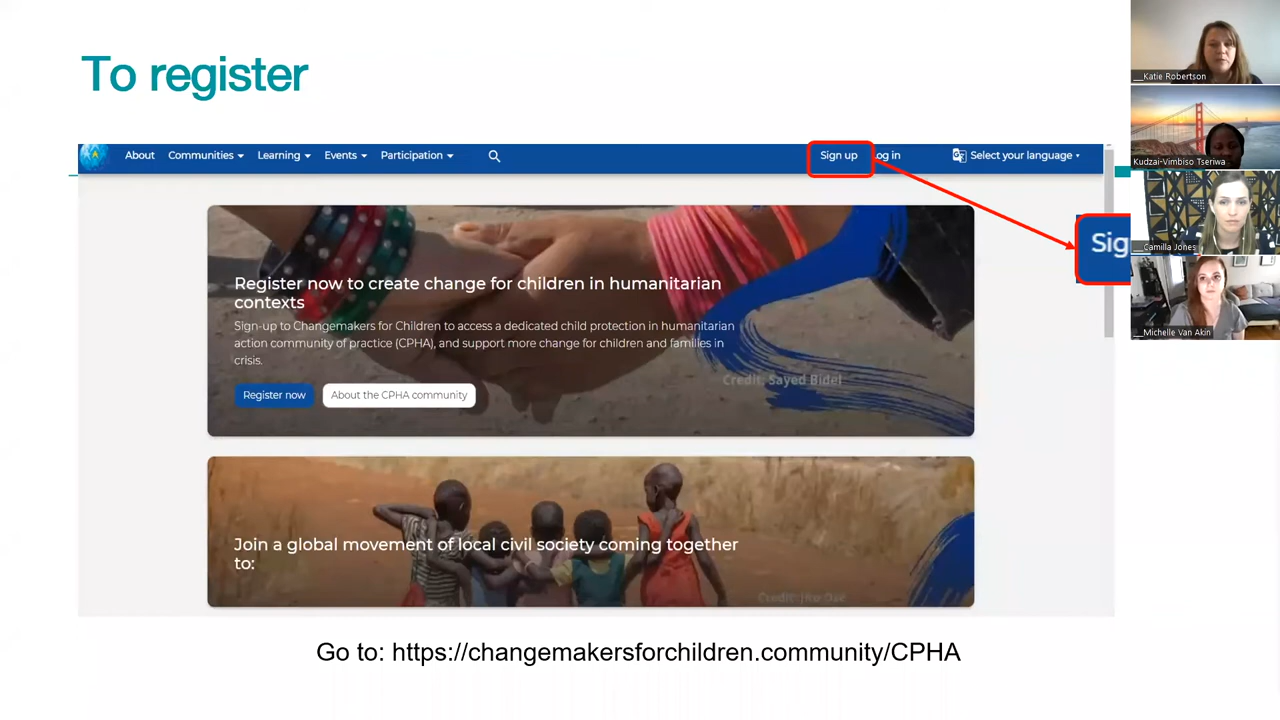 To register
About
Communities
Learning
Events
Participation
Sign up
og in
Select your language
Sig
Register now to create change for children in humanitarian
contexts
Sign-up to Changemakers for Children to access a dedicated child protection in humanitarian
action community of practice (CPHA), and support more change for children and families in
crisis.
Register now
About the CPHA community
Credit: Sayed Bidel
Join a global movement of local civil society coming together
to:
Go to: https://changemakersforchildren.community/CPHA
__Katie Robertson
Kudzai-Vimbiso Tseriwa
__Camilla Jones
__Michelle Van Akin